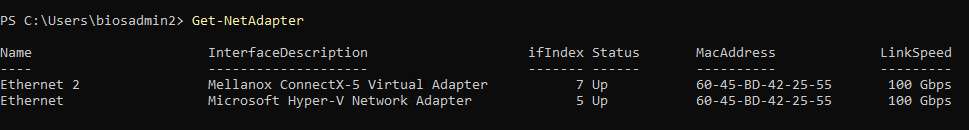 PS C:\Users\biosadmin2> Get-NetAdapter
Name InterfaceDescription ifIndex Status MacAddress LinkSpeed
---- -------------------- ------- ------ ---------- ---------
Ethernet 2 Mellanox ConnectX-5 Virtual Adapter 7 Up 60-45-BD-42-25-55 100 Gbps
Ethernet Microsoft Hyper-V Network Adapter 5 Up 60-45-BD-42-25-55 100 Gbps